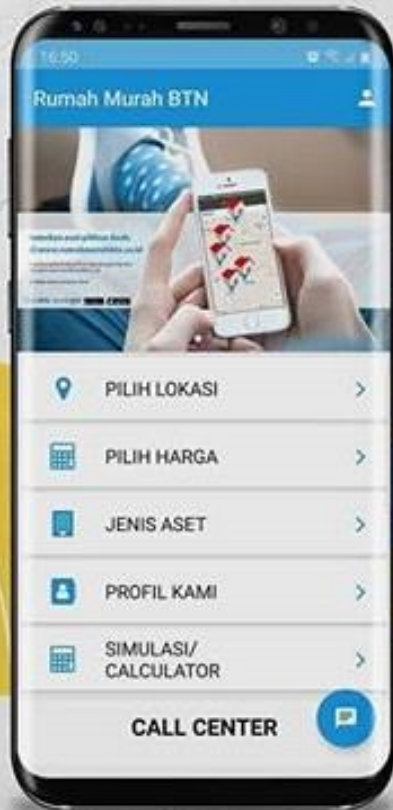 16:50
Rumah Murah BTN
PILIH LOKASI
PILIH HARGA
JENIS ASET
PROFIL KAMI
SIMULASI/
CALCULATOR
CALL CENTER